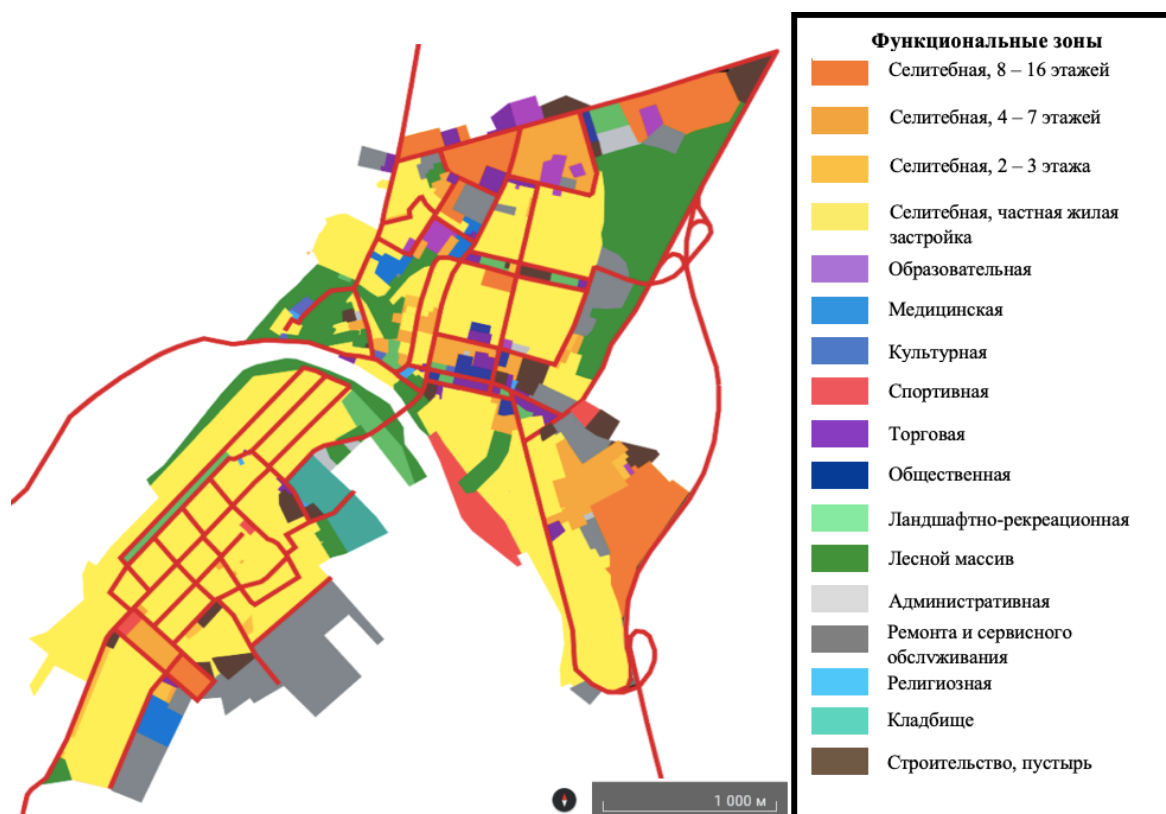 Функциональные зоны
Селитебная, 8 – 16 этажей
Селитебная, 4 – 7 этажей
Селитебная, 2 – 3 этажа
Селитебная, частная жилая
застройка
Образовательная
Медицинская
Культурная
Спортивная
Торговая
Общественная
Ландшафтно-рекреационная
Лесной массив
Административная
Ремонта и сервисного
обслуживания
Религиозная
Кладбище
Строительство, пустырь
1 000 м